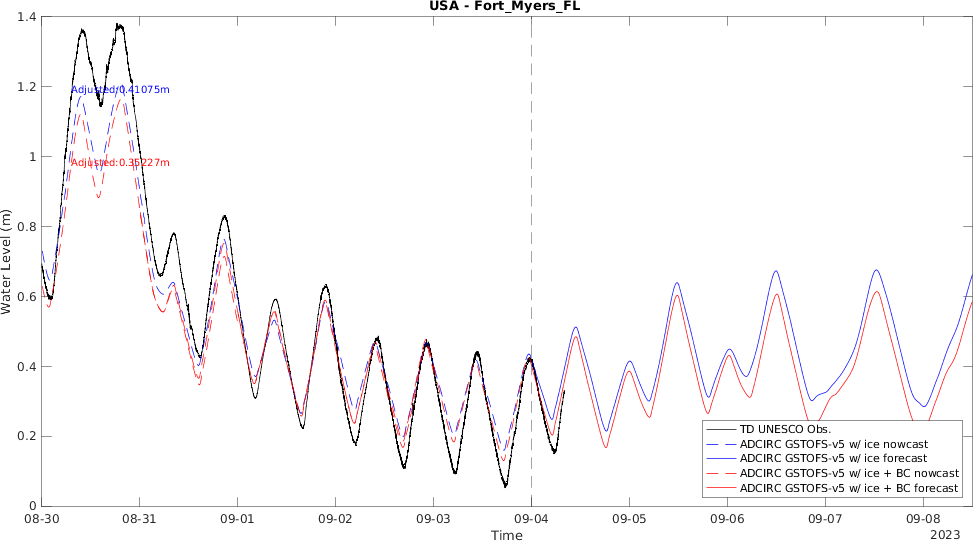 USA - Fort_Myers_FL
1.4
1.2
1
0.8
0.6
0.4
0.2
0
Water Level (m)
Adjusted:0.41075m
Adjusted:0.35227m
TD UNESCO Obs.
ADCIRC GSTOFS-v5 w/ ice nowcast
ADCIRC GSTOFS-v5 w/ ice forecast
ADCIRC GSTOFS-v5 w/ ice + BC nowcast
ADCIRC GSTOFS-v5 w/ ice + BC forecast
08-30 08-31 09-01 09-02 09-03 09-04 09-05 09-06 09-07 09-08
Time
2023